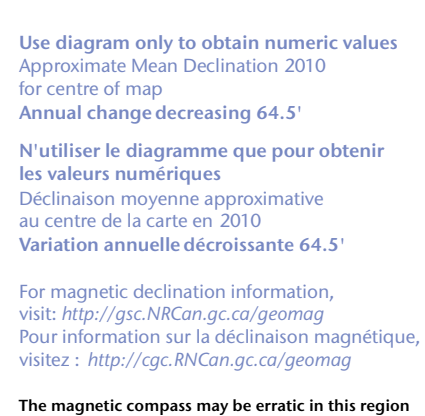 Use diagram only to obtain numeric values
Approximate Mean Declination 2010
for centre of map
Annual change decreasing 64.5'
N'utiliser le diagramme que pour obtenir
les valeurs numériques
Déclinaison moyenne approximative
au centre de la carte en 2010
Variation annuelle décroissante 64.5'
For magnetic declination information,
visit: http://gsc.NRCan.gc.ca/geomag
Pour information sur la déclinaison magnétique,
visitez : http://cgc.RNCan.gc.ca/geomag
The magnetic compass may be erratic in this region